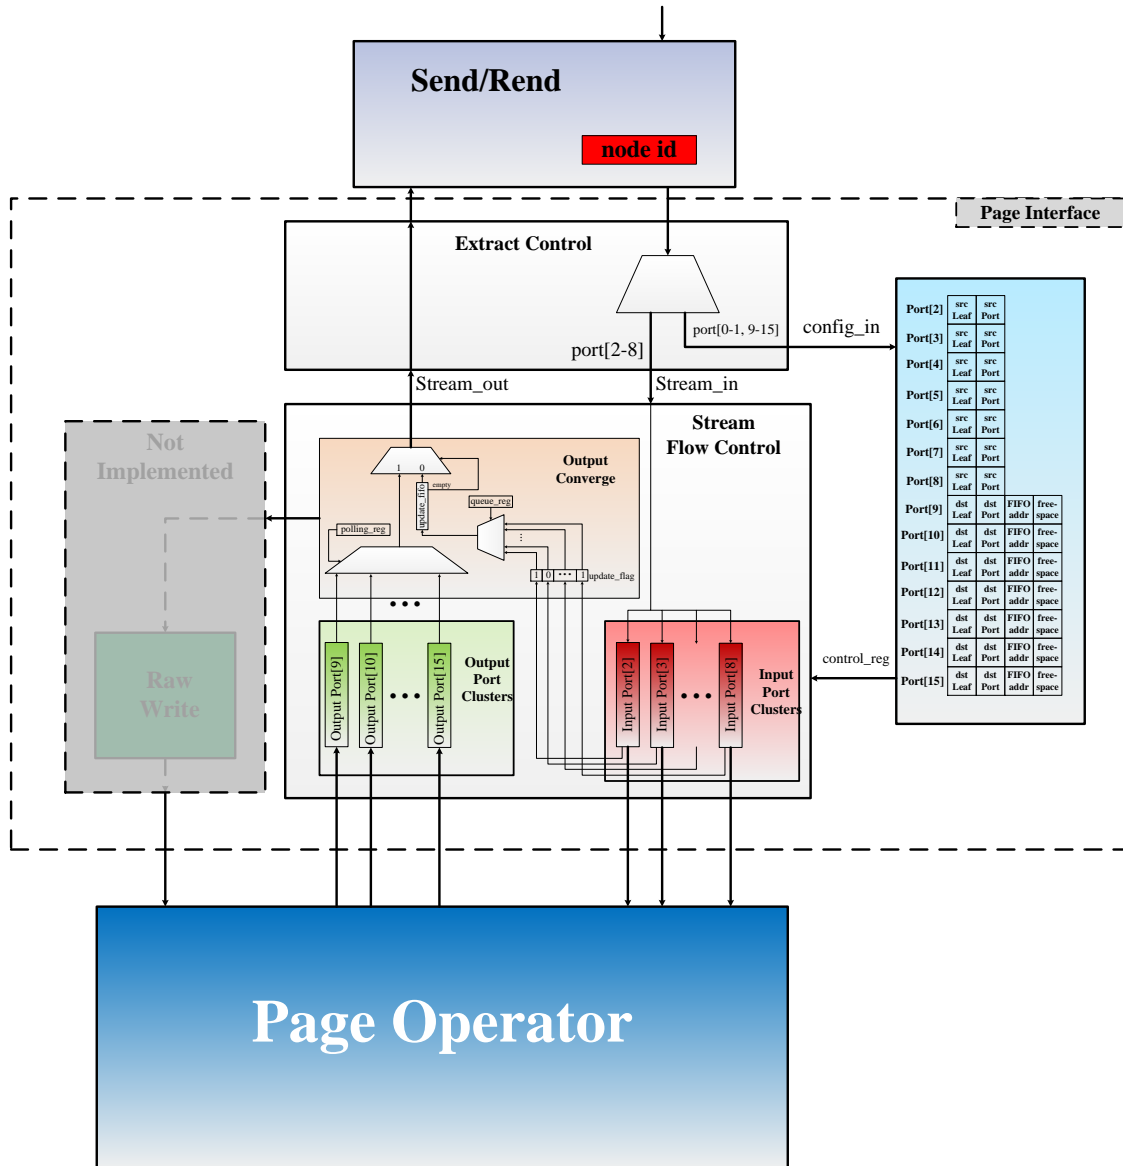 Send/Rend
node id
Page Interface
Extract Control
port[0-1, 9-15]
config_in
port[2-8]
Stream_out
Stream_in
Port[2] src Leaf src Port
Port[3] src Leaf src Port
Port[4] src Leaf src Port
Port[5] src Leaf src Port
Port[6] src Leaf src Port
Port[7] src Leaf src Port
Port[8] src Leaf src Port
Port[9] dst Leaf dst Port FIFO addr free-space
Port[10] dst Leaf dst Port FIFO addr free-space
Port[11] dst Leaf dst Port FIFO addr free-space
Port[12] dst Leaf dst Port FIFO addr free-space
Port[13] dst Leaf dst Port FIFO addr free-space
Port[14] dst Leaf dst Port FIFO addr free-space
Port[15] dst Leaf dst Port FIFO addr free-space
control_reg
Stream
Flow Control
Not
Implemented
Raw
Write
Output
Converge
1 0
empty
update_fifo
queue_reg
polling_reg
1 0 ••• 1 update_flag
Output
Port
Clusters
Output Port[9]
Output Port[10]
Output Port[15]
Input
Port
Clusters
Input Port[2]
Input Port[3]
Input Port[8]
Page Operator